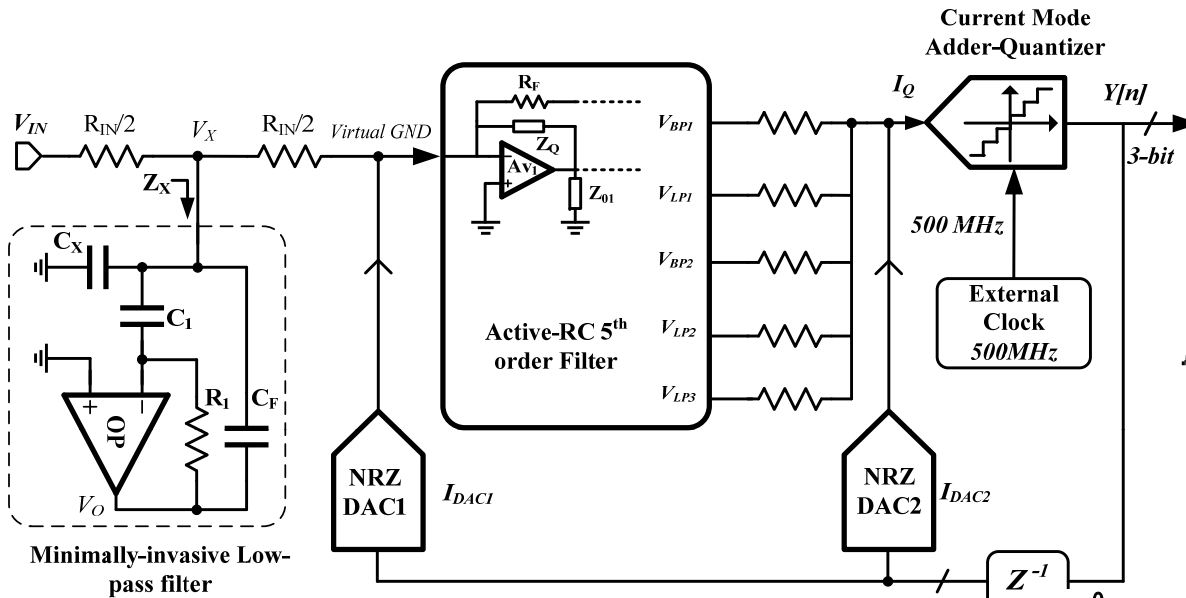 Current Mode
Adder-Quantizer
V_IN
R_IN/2
V_X
R_IN/2
Virtual GND
R_F
Z_Q
Av_1
Z_01
V_BP1
V_LP1
V_BP2
V_LP2
V_LP3
I_Q
Y[n]
3-bit
500 MHz
External
Clock
500MHz
Z_X
C_X
C_1
R_1
C_F
+
−
OP
V_O
−
+
Active-RC 5th
order Filter
NRZ
DAC1
I_DAC1
NRZ
DAC2
I_DAC2
Z^-1
Minimally-invasive Low-
pass filter